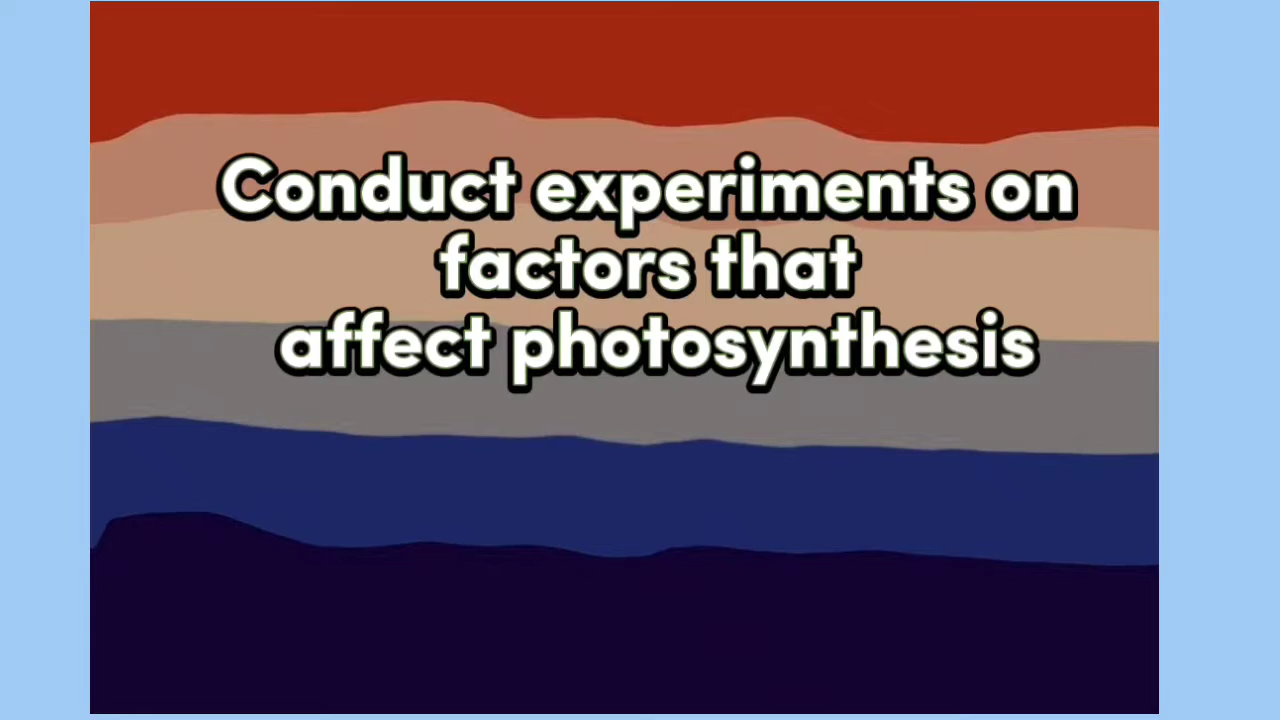 Conduct experiments on
factors that
affect photosynthesis